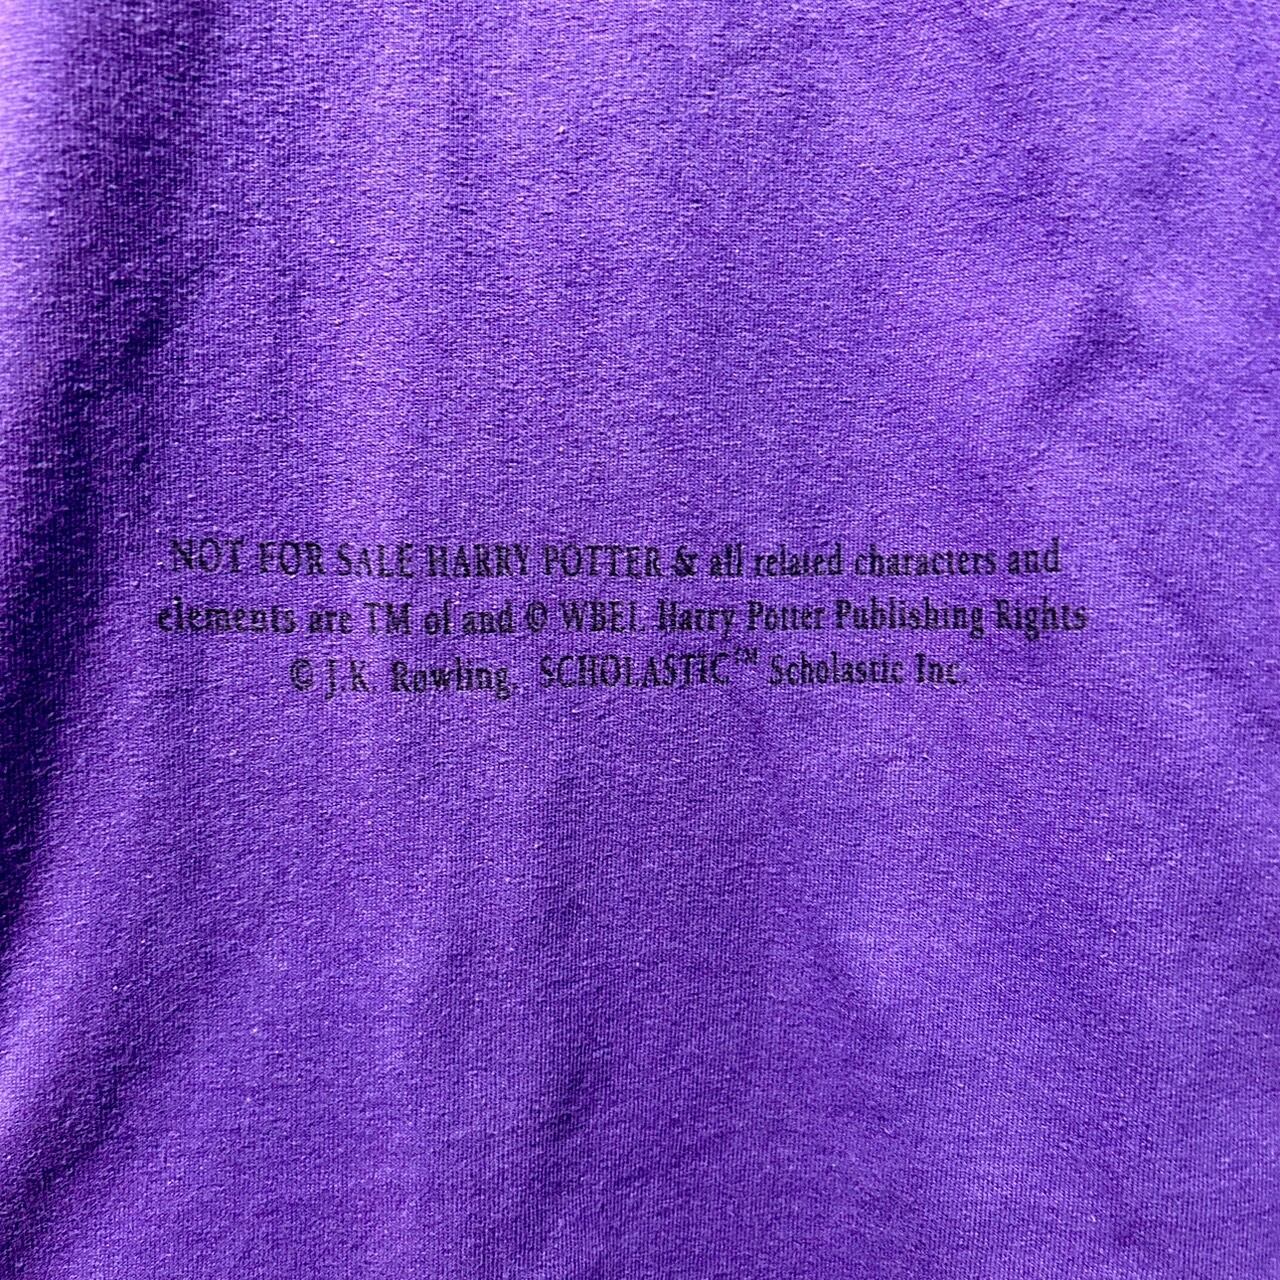 NOT FOR SALE HARRY POTTER & all related characters and
elements are TM of and © WBEI. Harry Potter Publishing Rights
© J.K. Rowling. SCHOLASTIC™ Scholastic Inc.